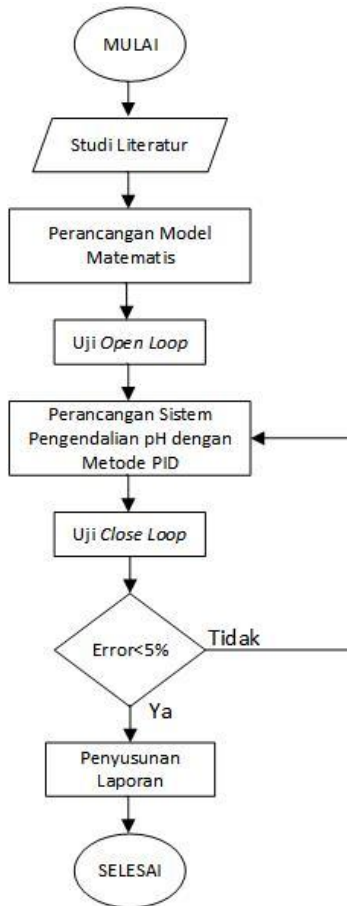 MULAI
Studi Literatur
Perancangan Model
Matematis
Uji Open Loop
Perancangan Sistem
Pengendalian pH dengan
Metode PID
Uji Close Loop
Error<5%
Tidak
Ya
Penyusunan
Laporan
SELESAI